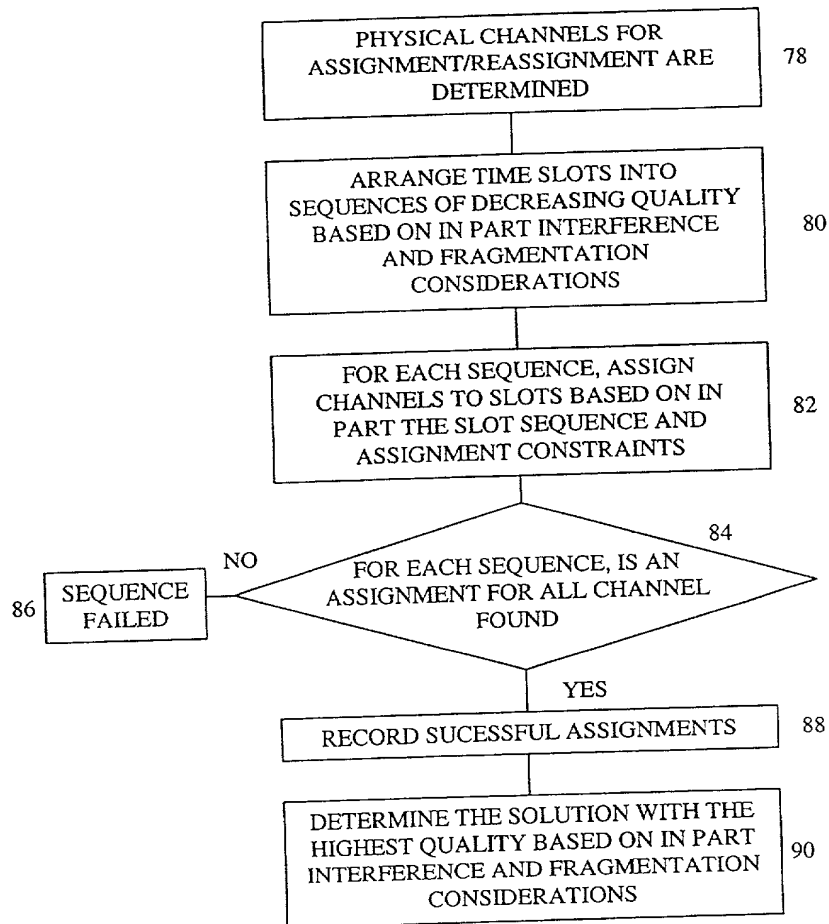 PHYSICAL CHANNELS FOR
ASSIGNMENT/REASSIGNMENT ARE
DETERMINED
78
ARRANGE TIME SLOTS INTO
SEQUENCES OF DECREASING QUALITY
BASED ON IN PART INTERFERENCE
AND FRAGMENTATION
CONSIDERATIONS
80
FOR EACH SEQUENCE, ASSIGN
CHANNELS TO SLOTS BASED ON IN
PART THE SLOT SEQUENCE AND
ASSIGNMENT CONSTRAINTS
82
84
FOR EACH SEQUENCE, IS AN
ASSIGNMENT FOR ALL CHANNEL
FOUND
NO
86
SEQUENCE
FAILED
YES
RECORD SUCESSFUL ASSIGNMENTS
88
DETERMINE THE SOLUTION WITH THE
HIGHEST QUALITY BASED ON IN PART
INTERFERENCE AND FRAGMENTATION
CONSIDERATIONS
90